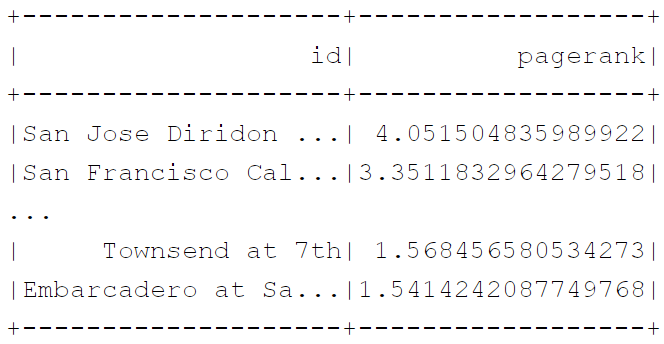 +--------------------+------------------+
|                  id|          pagerank|
+--------------------+------------------+
|San Jose Diridon ...| 4.051504835989922|
|San Francisco Cal...|3.3511832964279518|
...
|     Townsend at 7th| 1.568456580534273|
|Embarcadero at Sa...|1.5414242087749768|
+--------------------+------------------+